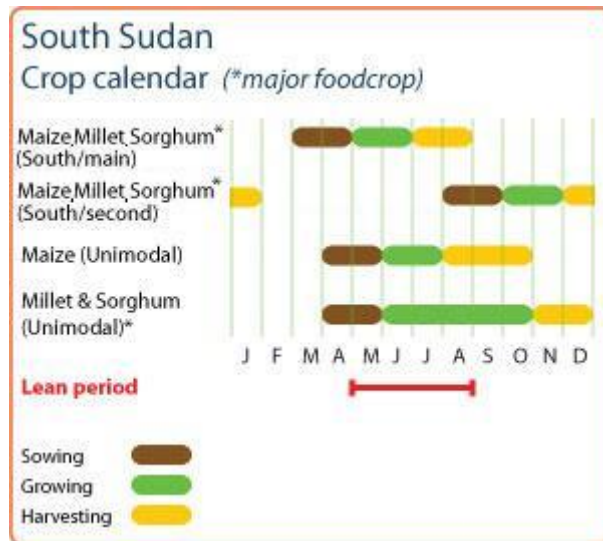 South Sudan
Crop calendar (*major foodcrop)
Maize,Millet,Sorghum*
(South/main)
Maize,Millet,Sorghum*
(South/second)
Maize (Unimodal)
Millet & Sorghum
(Unimodal)*
J F M A M J J A S O N D
Lean period
Sowing
Growing
Harvesting